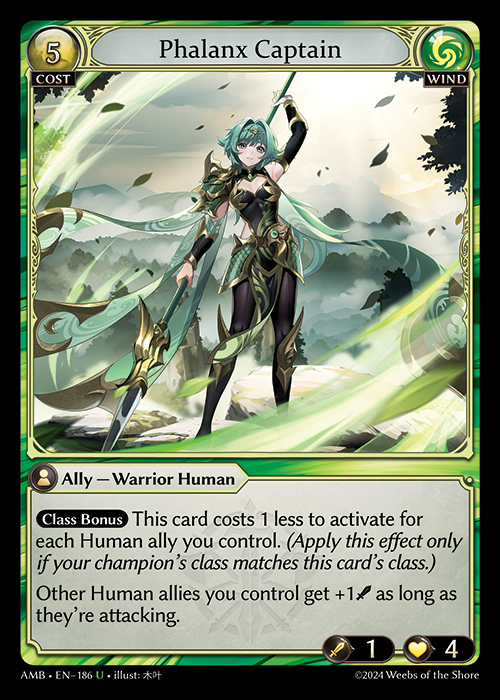 5
COST
Phalanx Captain
WIND
Ally — Warrior Human
Class Bonus This card costs 1 less to activate for
each Human ally you control. (Apply this effect only
if your champion's class matches this card's class.)
Other Human allies you control get +1 as long as
they're attacking.
1
4
AMB • EN–186 U • illust: 木叶
©2024 Weebs of the Shore